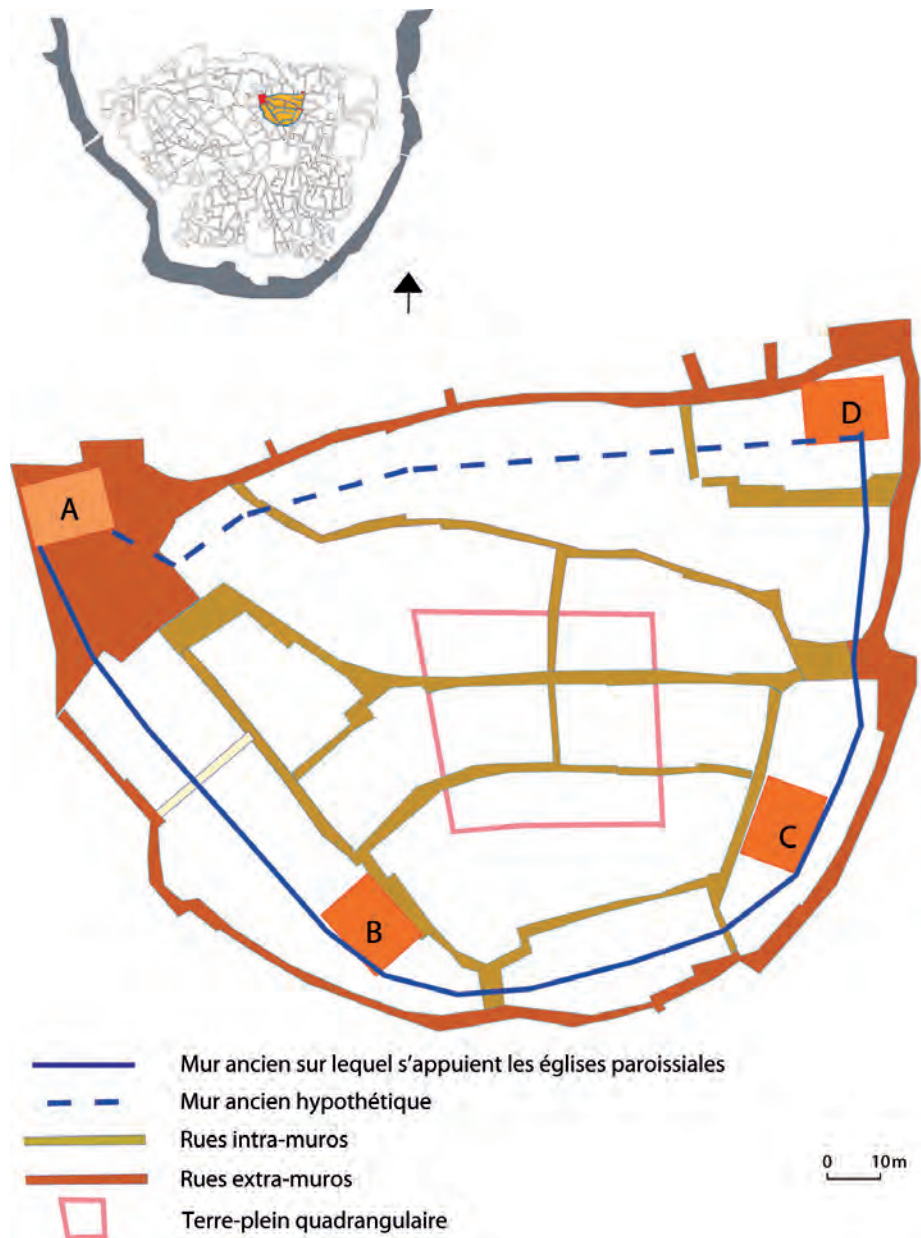 D
A
C
B
Mur ancien sur lequel s'appuient les églises paroissiales
Mur ancien hypothétique
Rues intra-muros
Rues extra-muros
0 10m
Terre-plein quadrangulaire